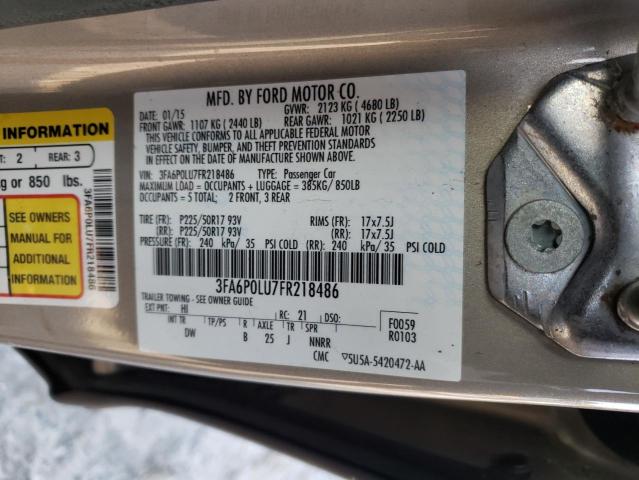 MFD. BY FORD MOTOR CO.
DATE: 01/15 GVWR: 2123 KG ( 4680 LB)
FRONT GAWR: 1107 KG ( 2440 LB) REAR GAWR: 1021 KG ( 2250 LB)
THIS VEHICLE CONFORMS TO ALL APPLICABLE FEDERAL MOTOR
VEHICLE SAFETY, BUMPER, AND THEFT PREVENTION STANDARDS
IN EFFECT ON THE DATE OF MANUFACTURE SHOWN ABOVE.
VIN: 3FA6P0LU7FR218486 TYPE: Passenger Car
MAXIMUM LOAD = OCCUPANTS + LUGGAGE = 385KG/ 850LB
OCCUPANTS = 5 TOTAL: 2 FRONT, 3 REAR
TIRE (FR): P225/50R17 93V RIMS (FR): 17x7.5J
(RR): P225/50R17 93V (RR): 17x7.5J
PRESSURE (FR): 240 kPa/ 35 PSI COLD (RR): 240 kPa/ 35 PSI COLD
3FA6P0LU7FR218486
TRAILER TOWING - SEE OWNER GUIDE
EXT PNT: HI RC: 21 DSO: F0059
INT TR TP/PS R AXLE TR SPR R0103
DW B 25 J NNRR
CMC 5U5A-5420472-AA
INFORMATION
: 2 REAR: 3
g or 850 lbs.
SEE OWNERS
MANUAL FOR
ADDITIONAL
INFORMATION
3FA6P0LU7FR218486